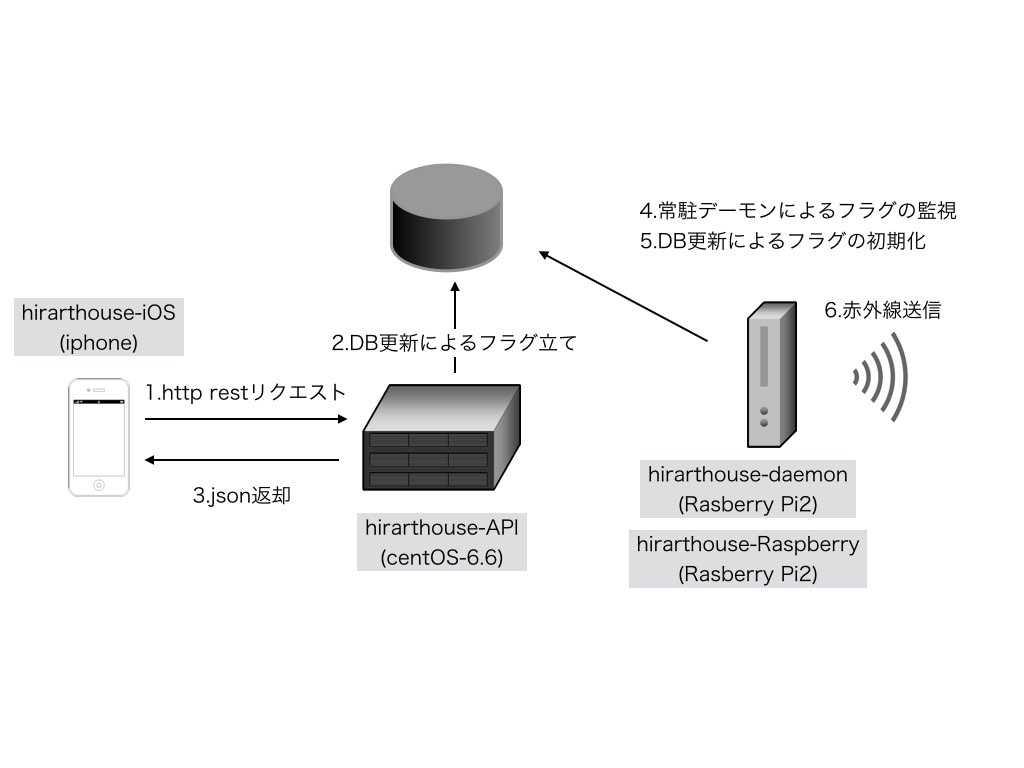 4.常駐デーモンによるフラグの監視
5.DB更新によるフラグの初期化
hirarthouse-iOS
(iphone)
6.赤外線送信
2.DB更新によるフラグ立て
1.http restリクエスト
3.json返却
hirarthouse-API
(centOS-6.6)
hirarthouse-daemon
(Rasberry Pi2)
hirarthouse-Raspberry
(Rasberry Pi2)